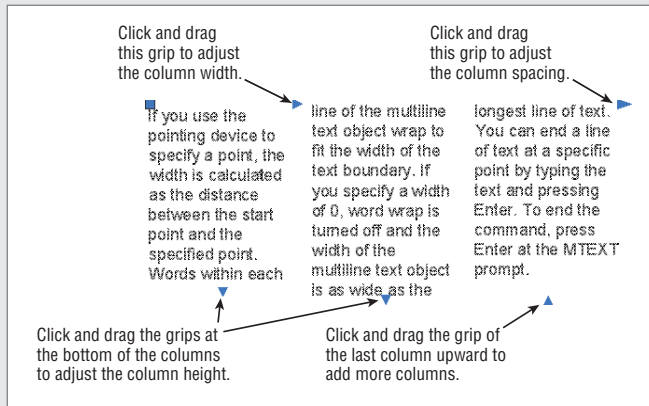 Click and drag
this grip to adjust
the column width.
Click and drag
this grip to adjust
the column spacing.
If you use the
pointing device to
specify a point, the
width is calculated
as the distance
between the start
point and the
specified point.
Words within each
line of the multiline
text object wrap to
fit the width of the
text boundary. If
you specify a width
of 0, word wrap is
turned off and the
width of the
multiline text object
is as wide as the
longest line of text.
You can end a line
of text at a specific
point by typing the
text and pressing
Enter. To end the
command, press
Enter at the MTEXT
prompt.
Click and drag the grips at
the bottom of the columns
to adjust the column height.
Click and drag the grip of
the last column upward to
add more columns.